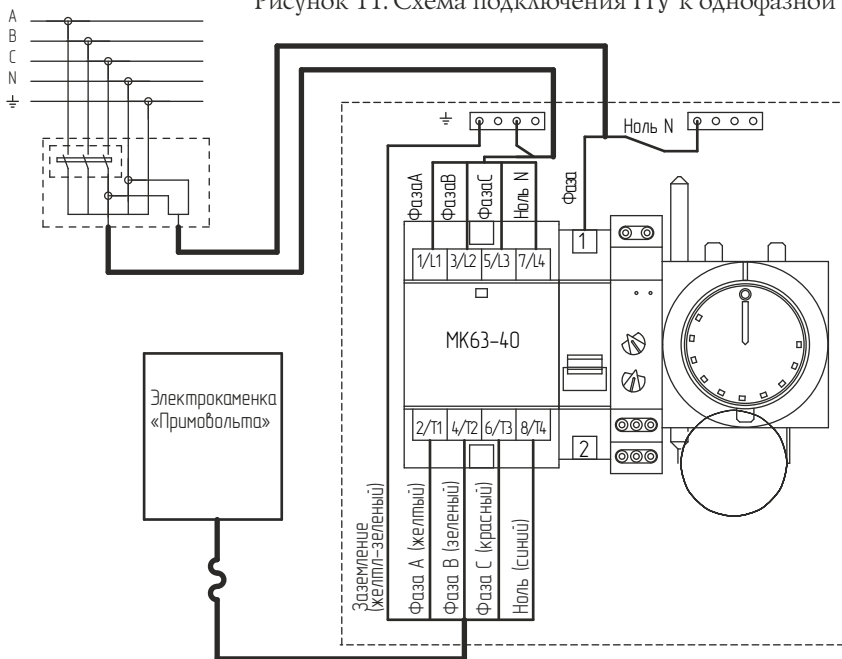 Рисунок 11. Схема подключения ПУ к однофазной
A
B
C
N
Ноль N
ФазаA
ФазаB
ФазаC
Ноль N
Фаза
1
1/L1
3/L2
5/L3
7/L4
МК63-40
Электрокаменка
«Примовольта»
2/T1
4/T2
6/T3
8/T4
2
Заземление
(желтл-зеленый)
Фаза А (желтый)
Фаза В (зеленый)
Фаза С (красный)
Ноль (синий)